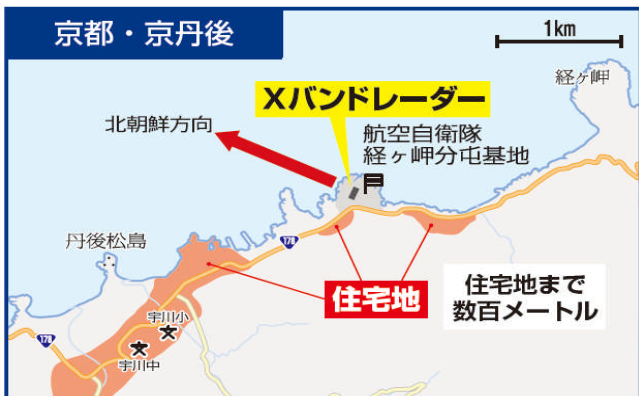 京都・京丹後
1km
経ヶ岬
Xバンドレーダー
北朝鮮方向
航空自衛隊
経ヶ岬分屯基地
丹後松島
178
住宅地
住宅地まで
数百メートル
宇川小
宇川中
178